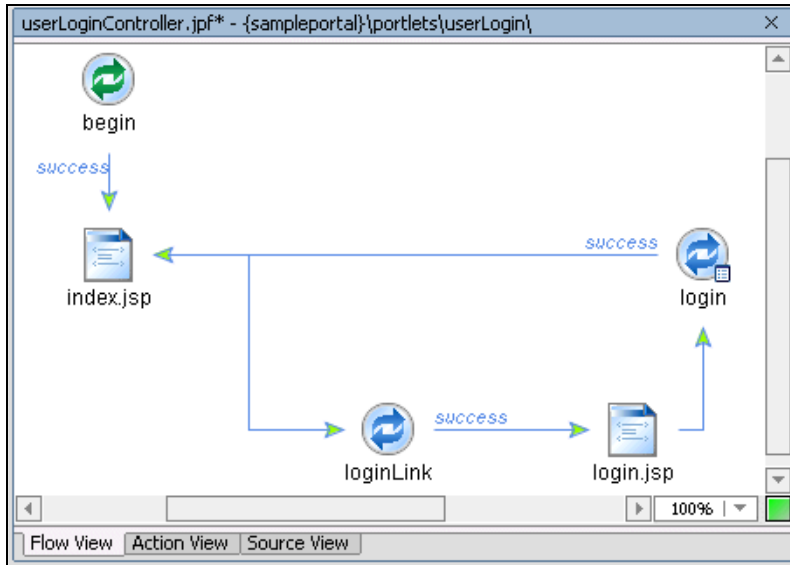 userLoginController.jpf* - {sampleportal}\portlets\userLogin\
begin
success
index.jsp
success
login
loginLink
success
login.jsp
100%
Flow View
Action View
Source View